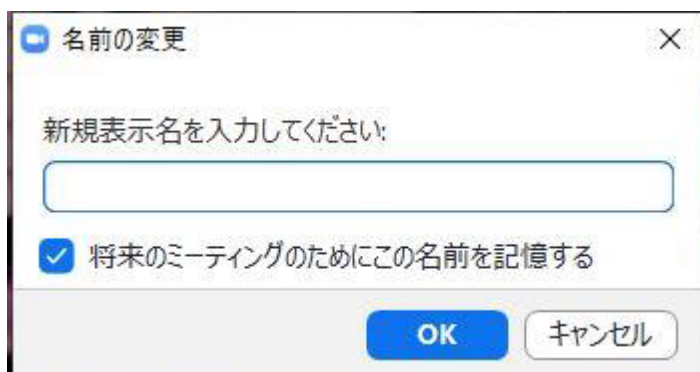 名前の変更
新規表示名を入力してください:
将来のミーティングのためにこの名前を記憶する
OK キャンセル